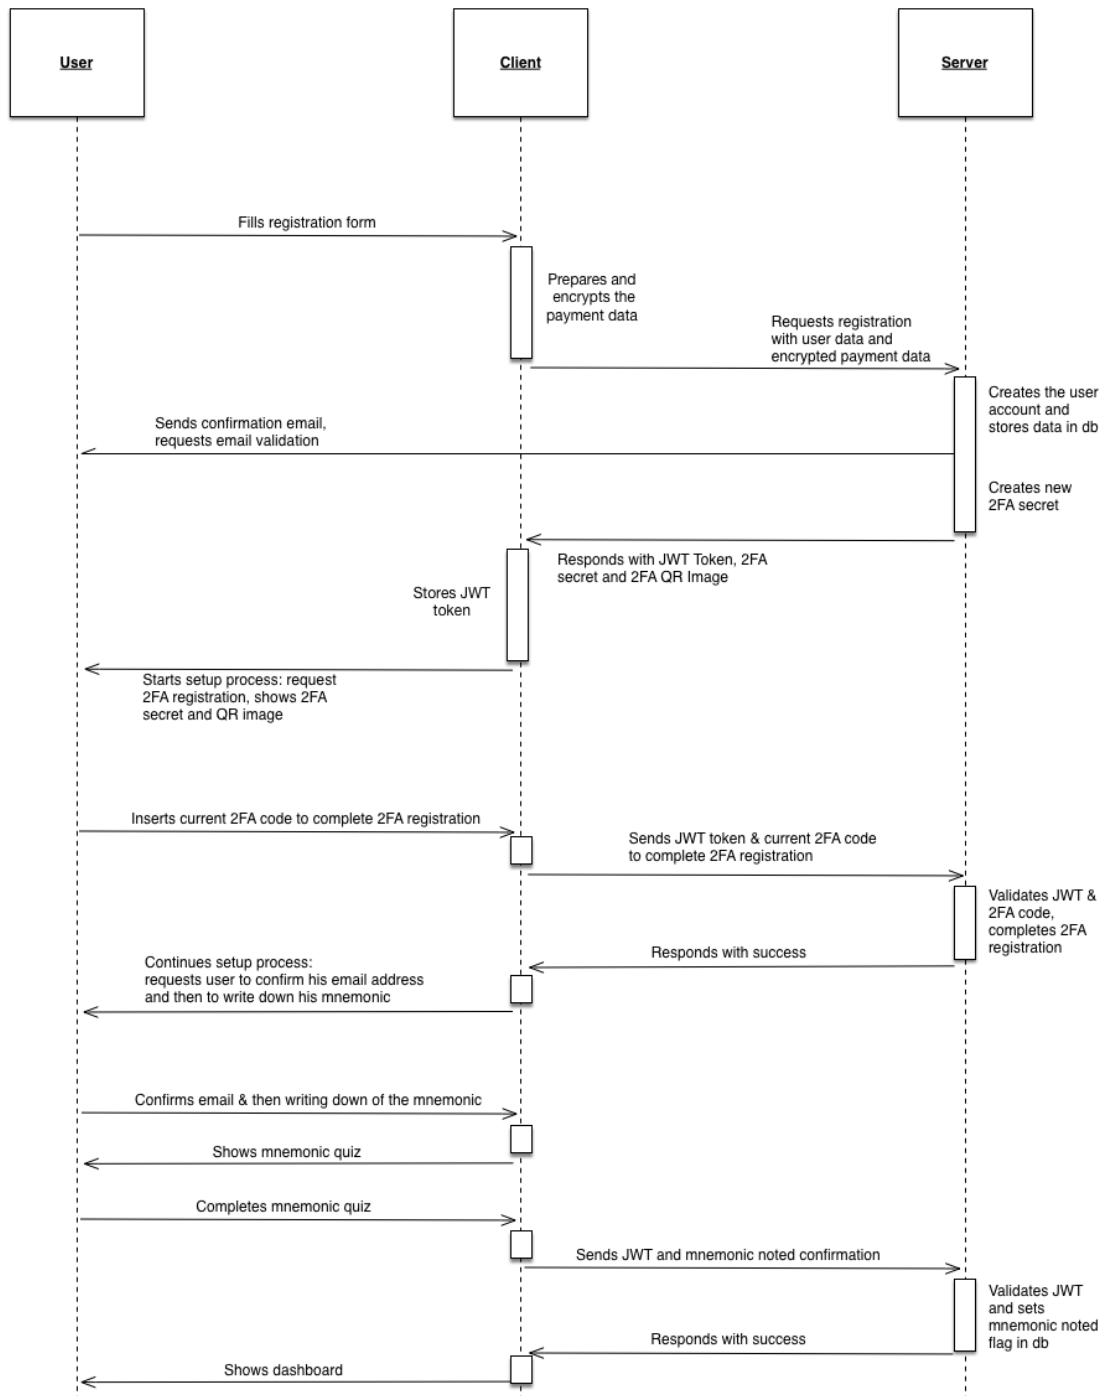 User
Client
Server
Fills registration form
Prepares and
encrypts the
payment data
Requests registration
with user data and
encrypted payment data
Creates the user
account and
stores data in db
Sends confirmation email,
requests email validation
Creates new
2FA secret
Responds with JWT Token, 2FA
secret and 2FA QR Image
Stores JWT
token
Starts setup process: request
2FA registration, shows 2FA
secret and QR image
Inserts current 2FA code to complete 2FA registration
Sends JWT token & current 2FA code
to complete 2FA registration
Validates JWT &
2FA code,
completes 2FA
registration
Responds with success
Continues setup process:
requests user to confirm his email address
and then to write down his mnemonic
Confirms email & then writing down of the mnemonic
Shows mnemonic quiz
Completes mnemonic quiz
Sends JWT and mnemonic noted confirmation
Validates JWT
and sets
mnemonic noted
flag in db
Responds with success
Shows dashboard